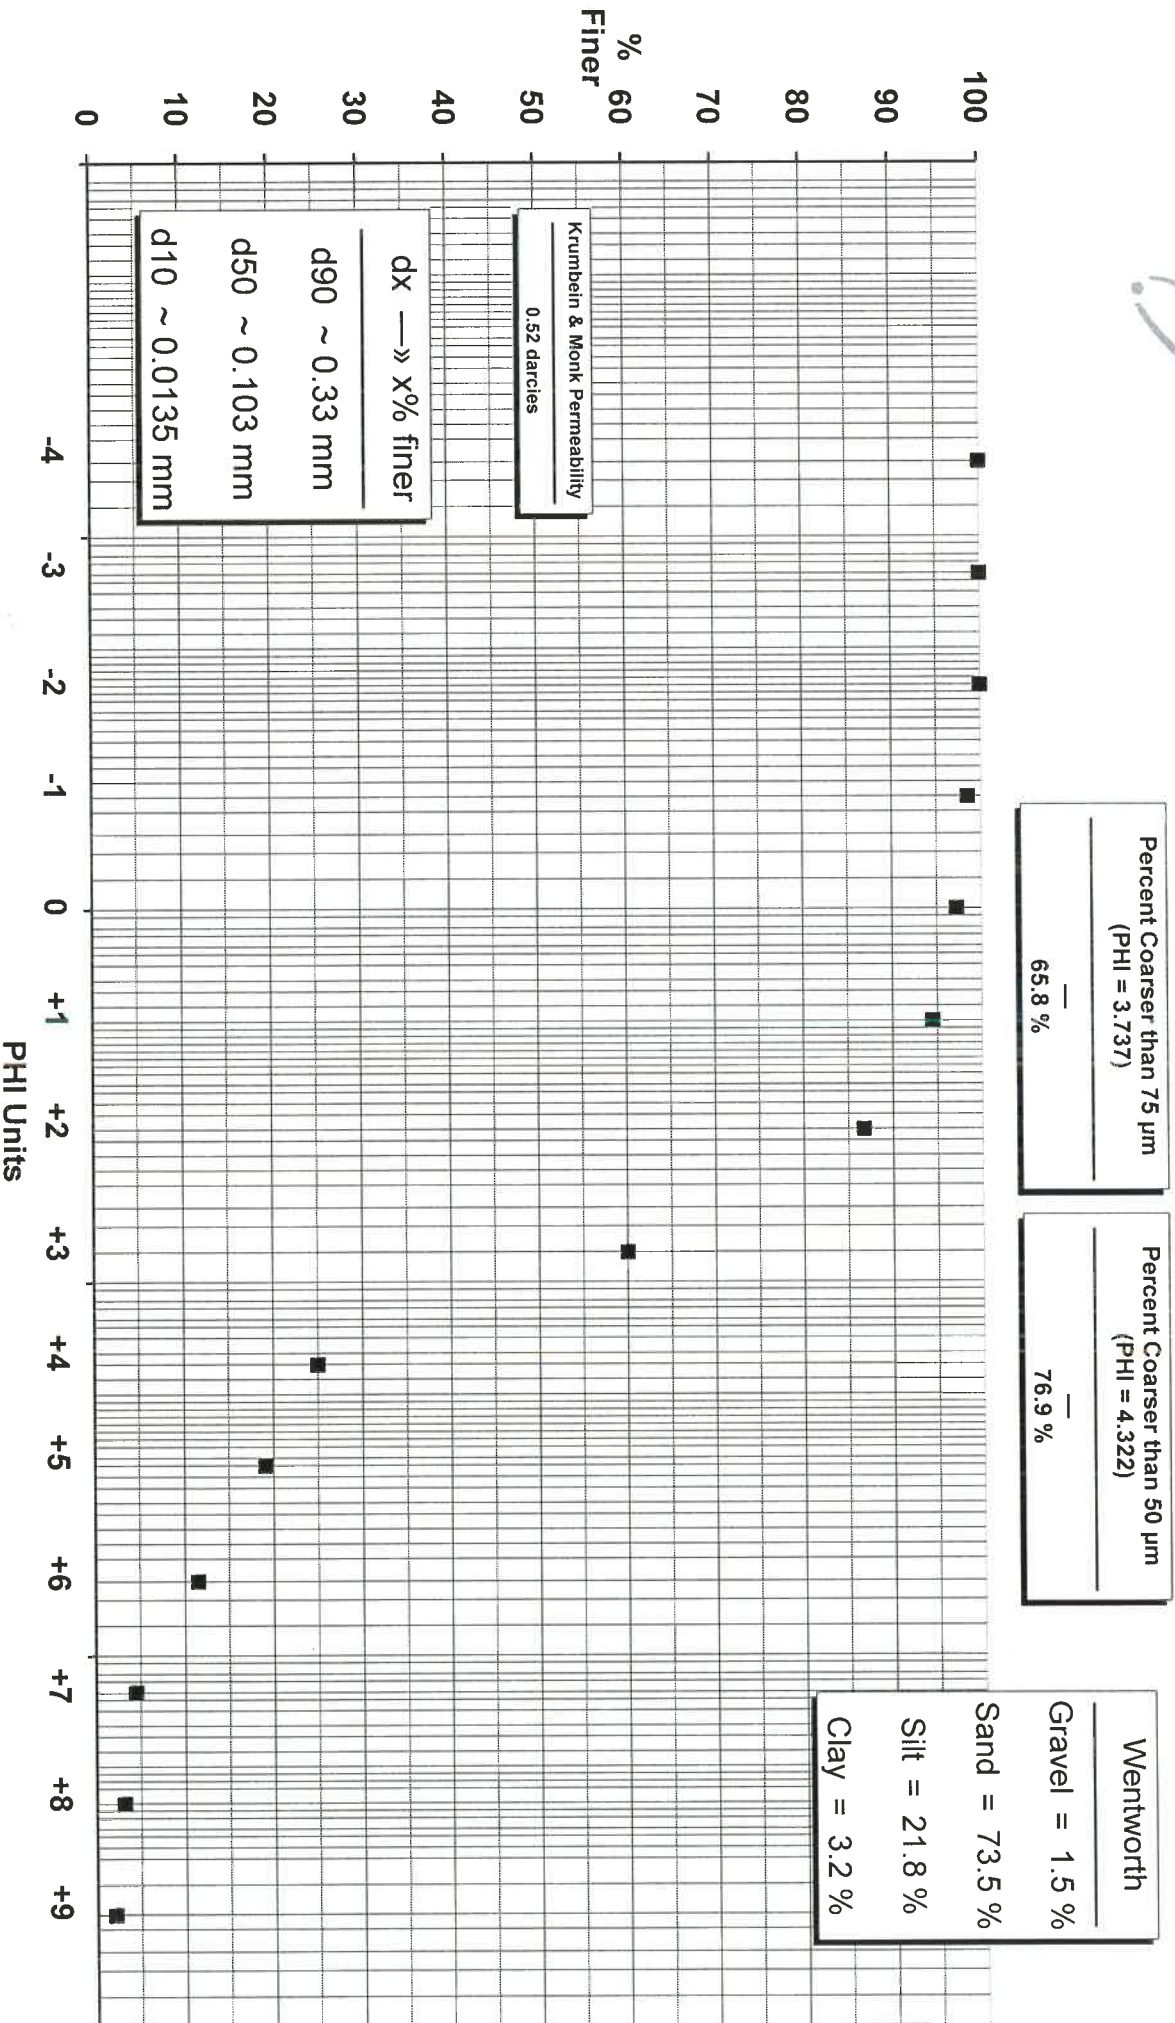 Percent Coarser than 75 µm
(PHI = 3.737)
—
65.8 %
Percent Coarser than 50 µm
(PHI = 4.322)
—
76.9 %
Wentworth
Gravel = 1.5 %
Sand = 73.5 %
Silt = 21.8 %
Clay = 3.2 %
%
Finer
100
90
80
70
60
50
40
30
20
10
0
Krumbein & Monk Permeability
0.52 darcies
dx —» x% finer
d90 ~ 0.33 mm
d50 ~ 0.103 mm
d10 ~ 0.0135 mm
-4 -3 -2 -1 0 +1 +2 +3 +4 +5 +6 +7 +8 +9
PHI Units